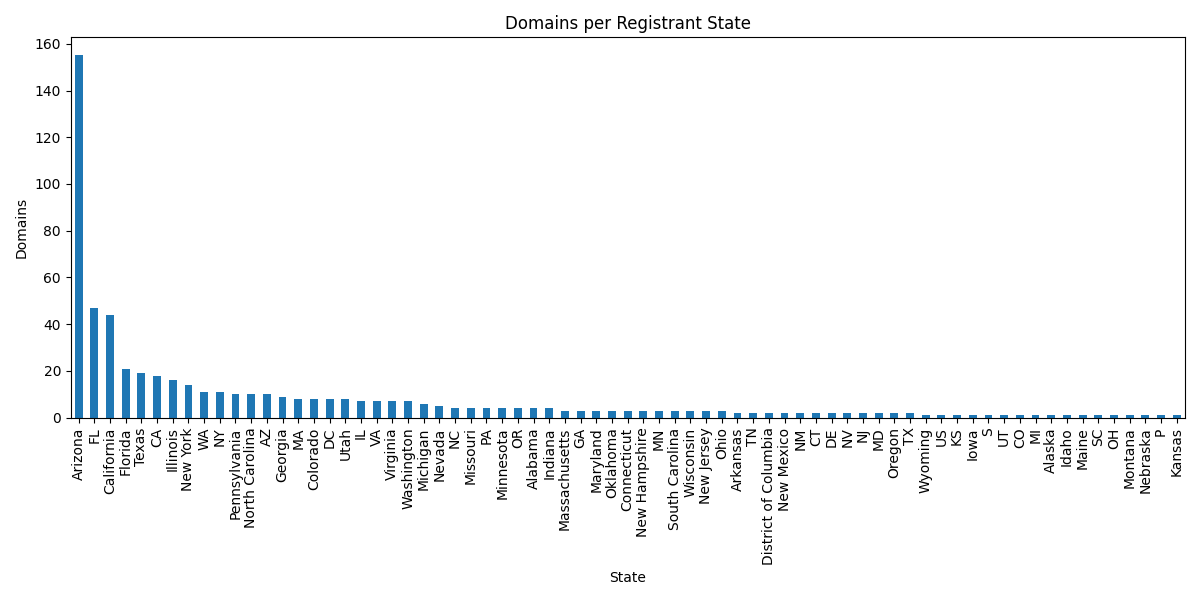 Domains per Registrant State
Domains
160
140
120
100
80
60
40
20
0
Arizona
FL
California
Florida
Texas
CA
Illinois
New York
WA
NY
Pennsylvania
North Carolina
AZ
Georgia
MA
Colorado
DC
Utah
IL
VA
Virginia
Washington
Michigan
Nevada
NC
Missouri
PA
Minnesota
OR
Alabama
Indiana
Massachusetts
GA
Maryland
Oklahoma
Connecticut
New Hampshire
MN
South Carolina
Wisconsin
New Jersey
Ohio
Arkansas
TN
District of Columbia
New Mexico
NM
CT
DE
NV
NJ
MD
Oregon
TX
Wyoming
US
KS
Iowa
S
UT
CO
MI
Alaska
Idaho
Maine
SC
OH
Montana
Nebraska
P
Kansas
State